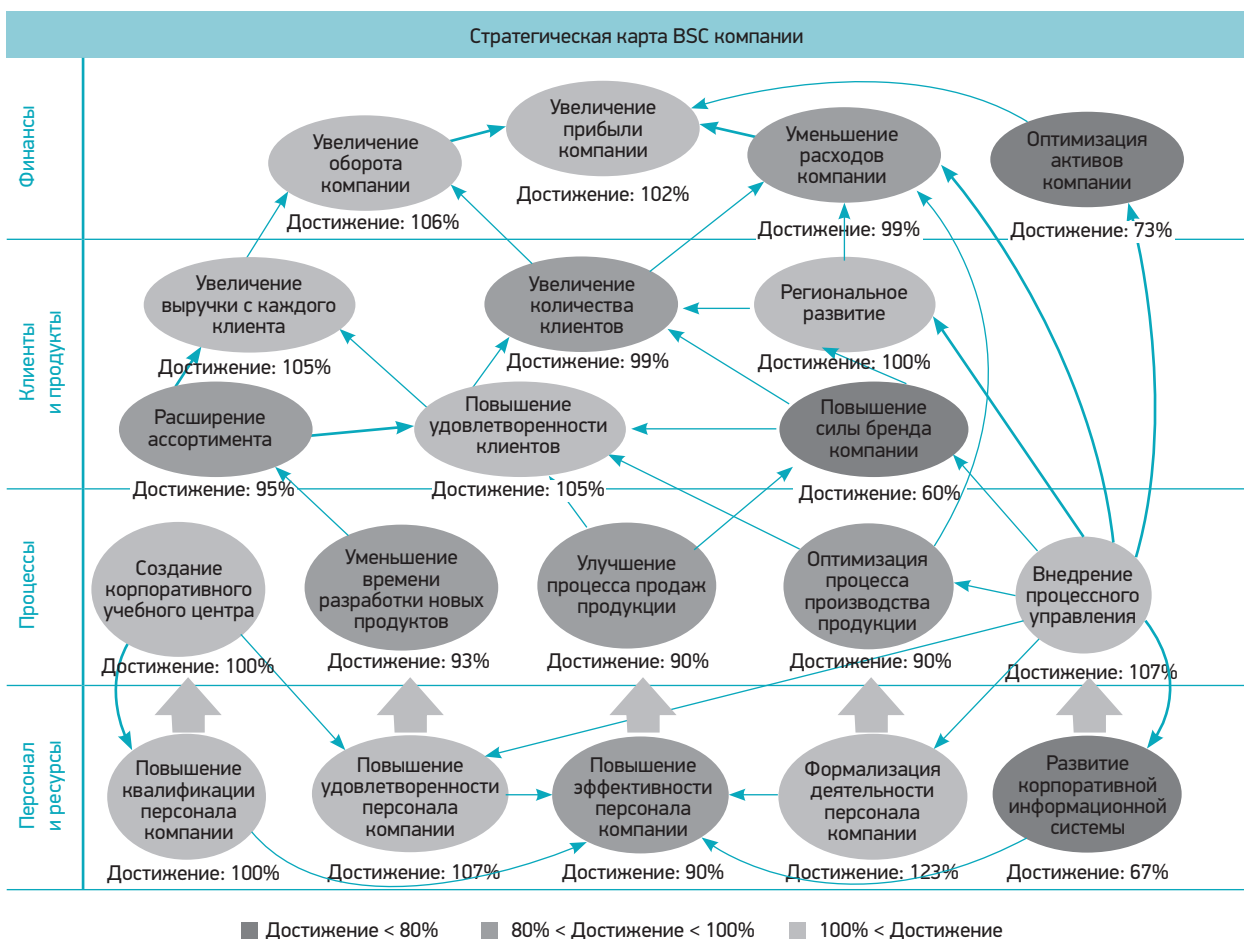 Стратегическая карта BSC компании
Финансы
Увеличение
оборота
компании
Достижение: 106%
Увеличение
прибыли
компании
Достижение: 102%
Уменьшение
расходов
компании
Достижение: 99%
Оптимизация
активов
компании
Достижение: 73%
Клиенты
и продукты
Увеличение
выручки с каждого
клиента
Достижение: 105%
Увеличение
количества
клиентов
Достижение: 99%
Региональное
развитие
Достижение: 100%
Расширение
ассортимента
Достижение: 95%
Повышение
удовлетворенности
клиентов
Достижение: 105%
Повышение
силы бренда
компании
Достижение: 60%
Процессы
Создание
корпоративного
учебного центра
Достижение: 100%
Уменьшение
времени
разработки новых
продуктов
Достижение: 93%
Улучшение
процесса продаж
продукции
Достижение: 90%
Оптимизация
процесса
производства
продукции
Достижение: 90%
Внедрение
процессного
управления
Достижение: 107%
Персонал
и ресурсы
Повышение
квалификации
персонала
компании
Достижение: 100%
Повышение
удовлетворенности
персонала
компании
Достижение: 107%
Повышение
эффективности
персонала
компании
Достижение: 90%
Формализация
деятельности
персонала
компании
Достижение: 123%
Развитие
корпоративной
информационной
системы
Достижение: 67%
Достижение < 80%
80% < Достижение < 100%
100% < Достижение